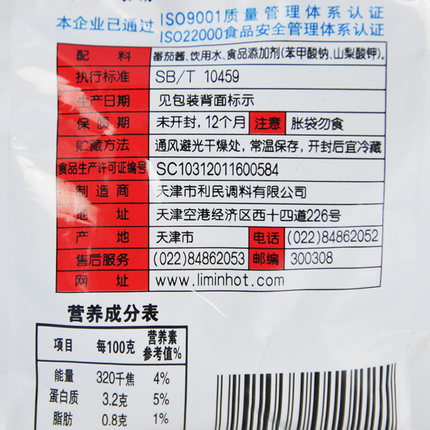 本企业已通过 ISO9001质量管理体系认证
ISO22000食品安全管理体系认证
配料 番茄酱、饮用水、食品添加剂(苯甲酸钠、山梨酸钾)。
执行标准 SB/T 10459
生产日期 见包装背面标示
保质期 未开封,12个月 注意 胀袋勿食
贮藏方法 通风避光干燥处,常温保存,开封后宜冷藏
食品生产许可证编号 SC10312011600584
制造商 天津市利民调料有限公司
地址 天津空港经济区西十四道226号
产地 天津市 电话 (022)84862052
售后服务 (022)84862053 邮编 300308
网址 www.liminhot.com
营养成分表
项目 每100克 营养素参考值%
能量 320千焦 4%
蛋白质 3.2克 5%
脂肪 0.8克 1%